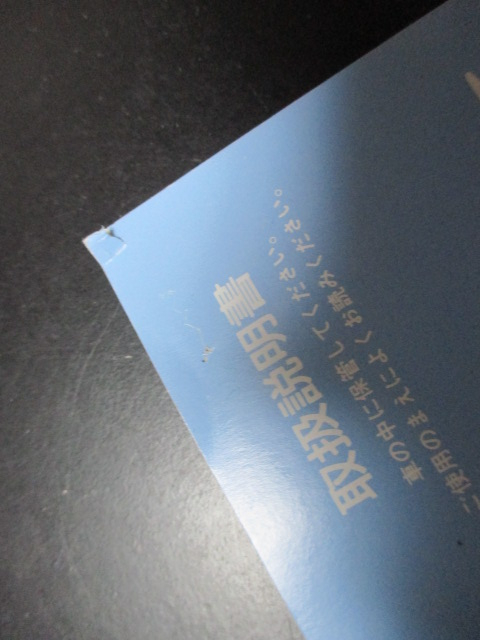 取扱説明書
車の中に保管してください。
ご使用のまえによくお読みください。